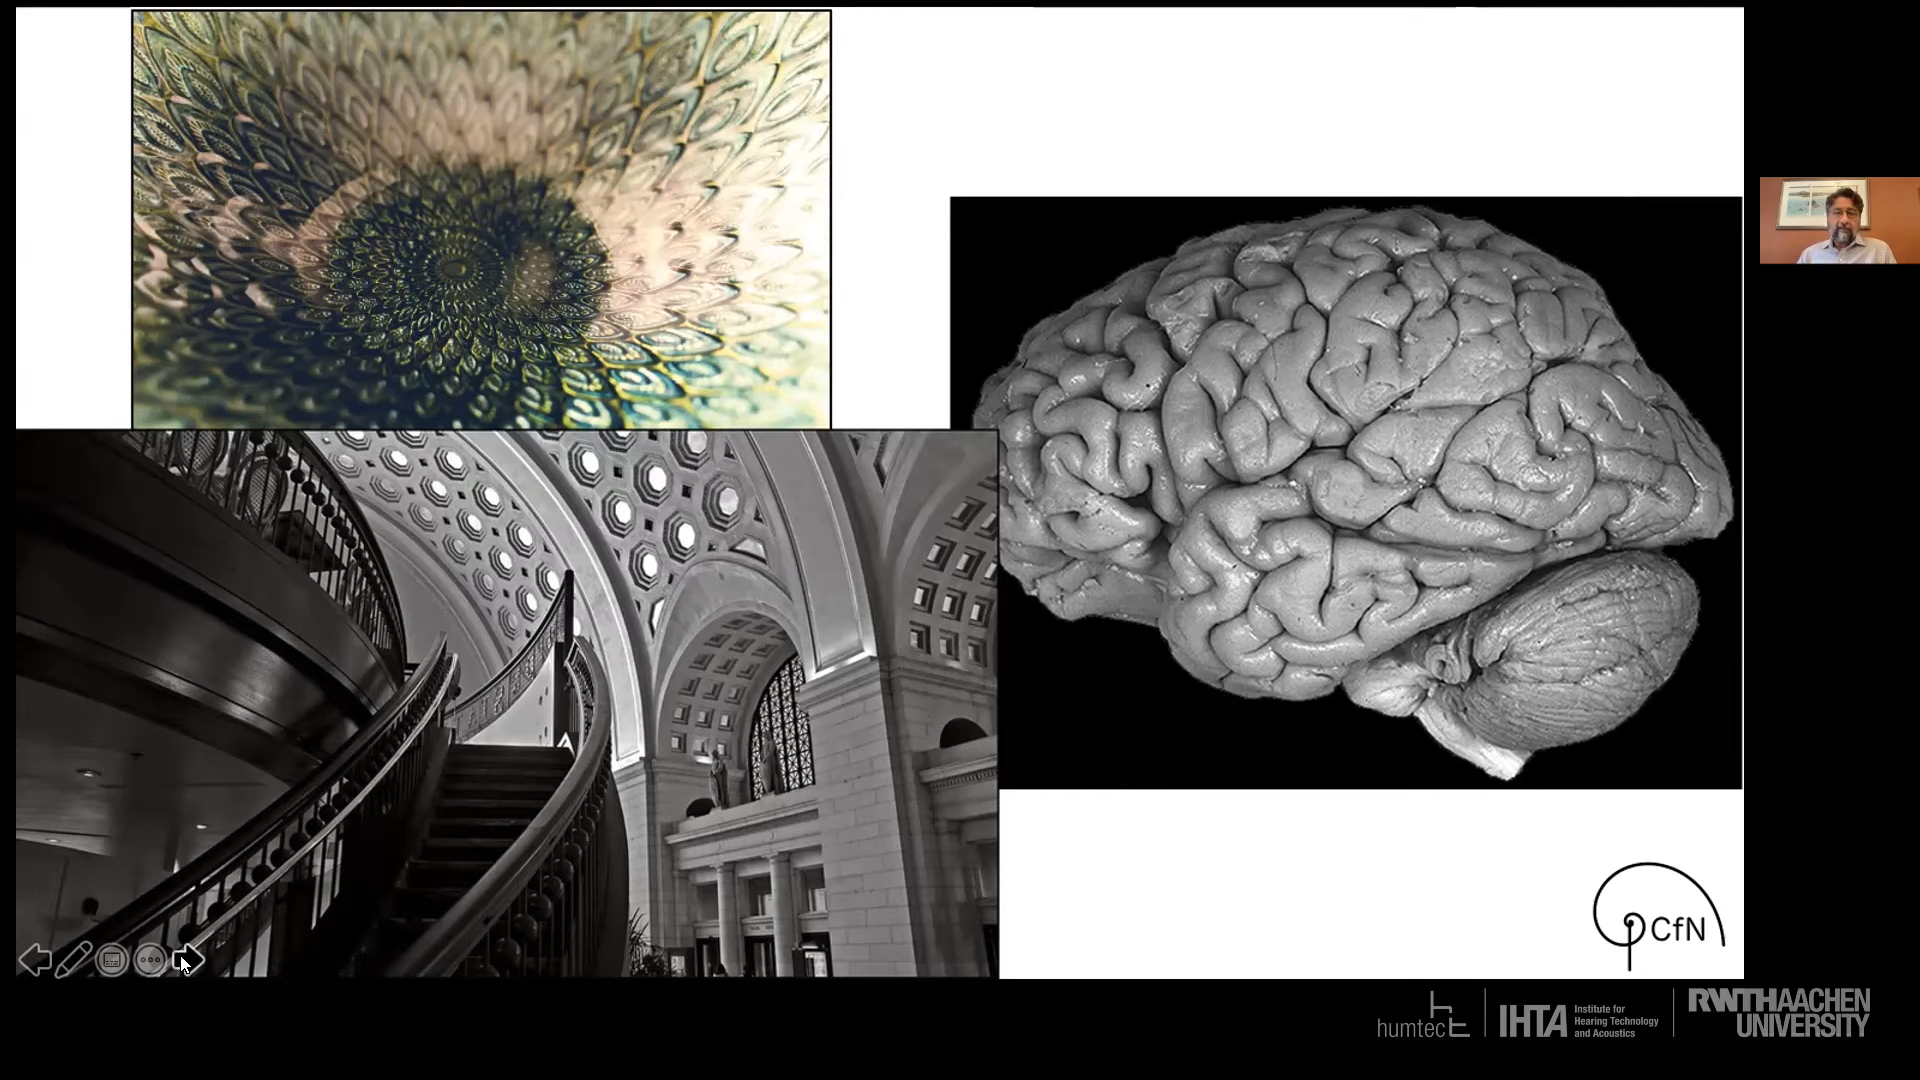 CfN
humtec
IHTA
Institute for
Hearing Technology
and Acoustics
RWTHAACHEN
UNIVERSITY